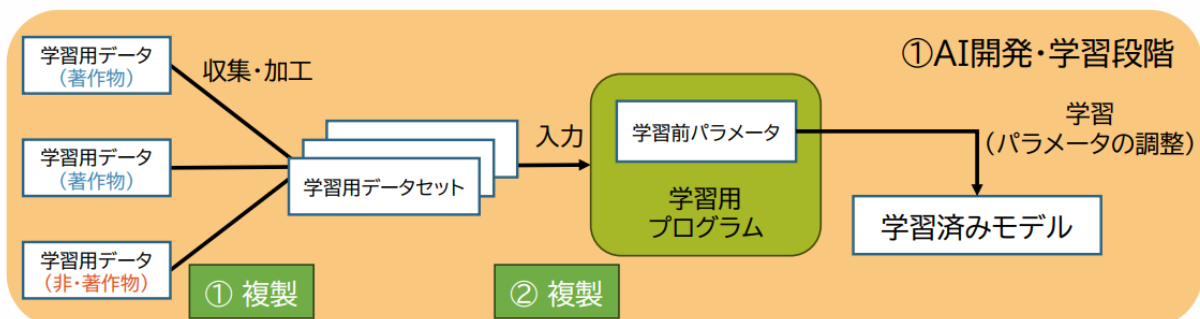 ①AI開発・学習段階
学習用データ
（著作物）
学習用データ
（著作物）
学習用データ
（非・著作物）
収集・加工
① 複製
学習用データセット
入力
② 複製
学習前パラメータ
学習用
プログラム
学習
（パラメータの調整）
学習済みモデル